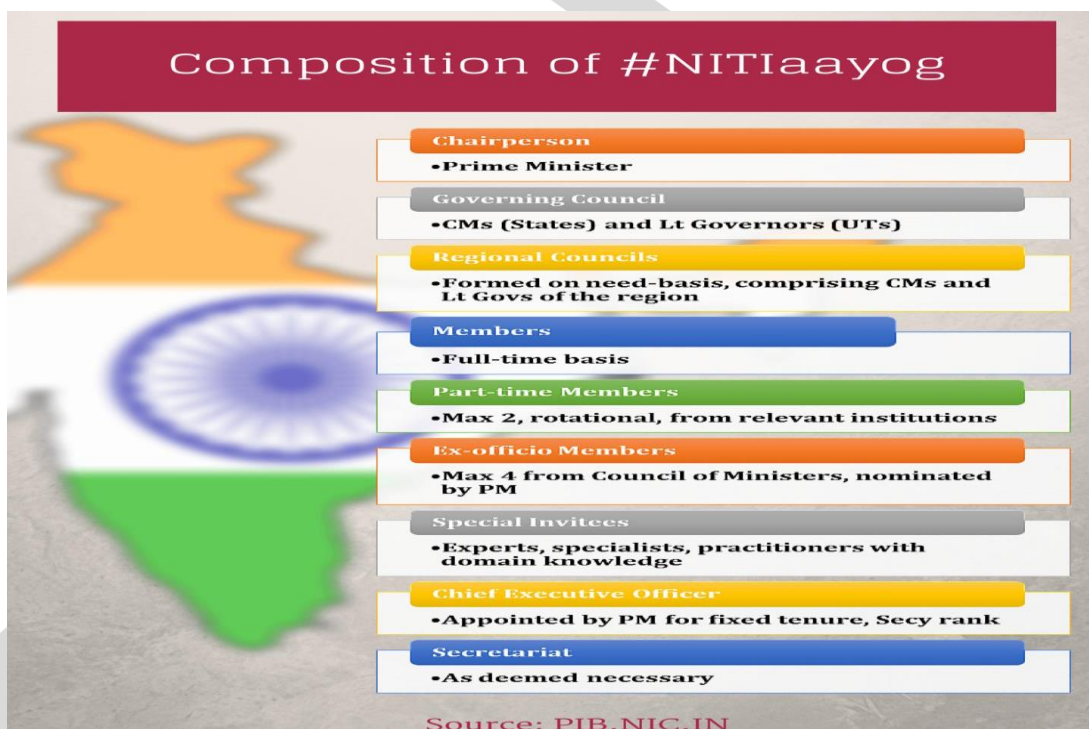 Composition of #NITIaayog
Chairperson
•Prime Minister
Governing Council
•CMs (States) and Lt Governors (UTs)
Regional Councils
•Formed on need-basis, comprising CMs and
Lt Govs of the region
Members
•Full-time basis
Part-time Members
•Max 2, rotational, from relevant institutions
Ex-officio Members
•Max 4 from Council of Ministers, nominated
by PM
Special Invitees
•Experts, specialists, practitioners with
domain knowledge
Chief Executive Officer
•Appointed by PM for fixed tenure, Secy rank
Secretariat
•As deemed necessary
Source: PIB.NIC.IN